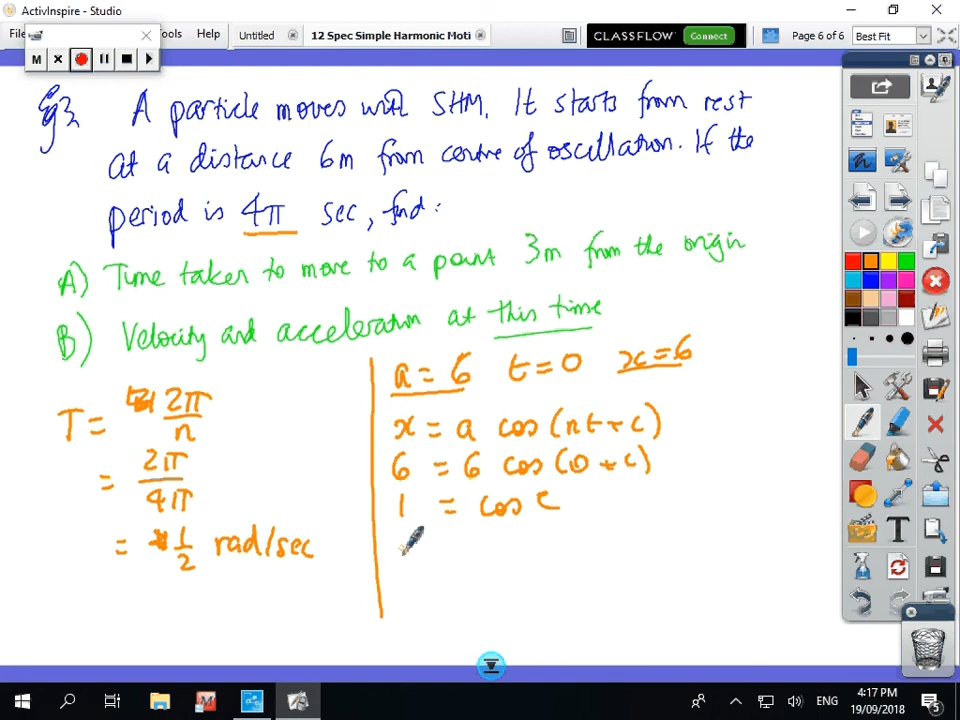 ActivInspire - Studio
Tools Help Untitled 12 Spec Simple Harmonic Moti CLASSFLOW Connect Page 6 of 6 Best Fit
M
Eg3 A particle moves with SHM. It starts from rest
at a distance 6m from centre of oscillation. If the
period is 4π sec, find:
A) Time taken to move to a point 3m from the origin
B) Velocity and acceleration at this time
a = 6 t = 0 x = 6
T = 2π/n
= 2π/4π
= 1/2 rad/sec
x = a cos (nt + c)
6 = 6 cos (0 + c)
1 = cos c
T
ENG
4:17 PM
19/09/2018
5